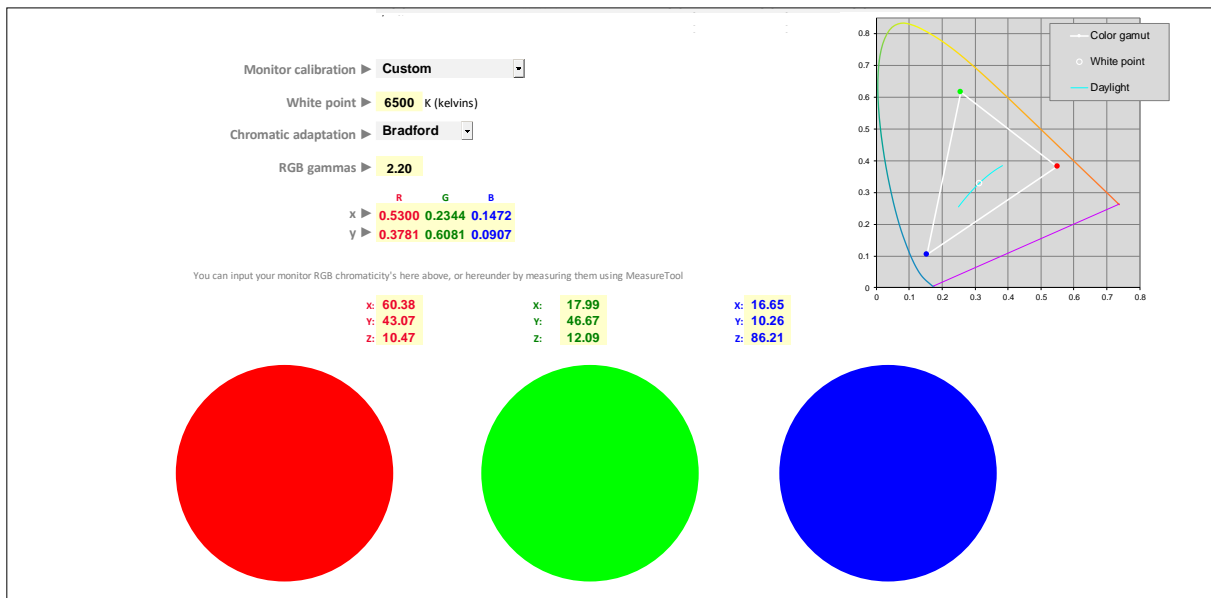 Monitor calibration ► Custom
White point ► 6500 K (kelvins)
Chromatic adaptation ► Bradford
RGB gammas ► 2.20
R G B
x ► 0.5300 0.2344 0.1472
y ► 0.3781 0.6081 0.0907
You can input your monitor RGB chromaticity's here above, or hereunder by measuring them using MeasureTool
X: 60.38 X: 17.99 X: 16.65
Y: 43.07 Y: 46.67 Y: 10.26
Z: 10.47 Z: 12.09 Z: 86.21
Color gamut
White point
Daylight
0.8
0.7
0.6
0.5
0.4
0.3
0.2
0.1
0
0 0.1 0.2 0.3 0.4 0.5 0.6 0.7 0.8